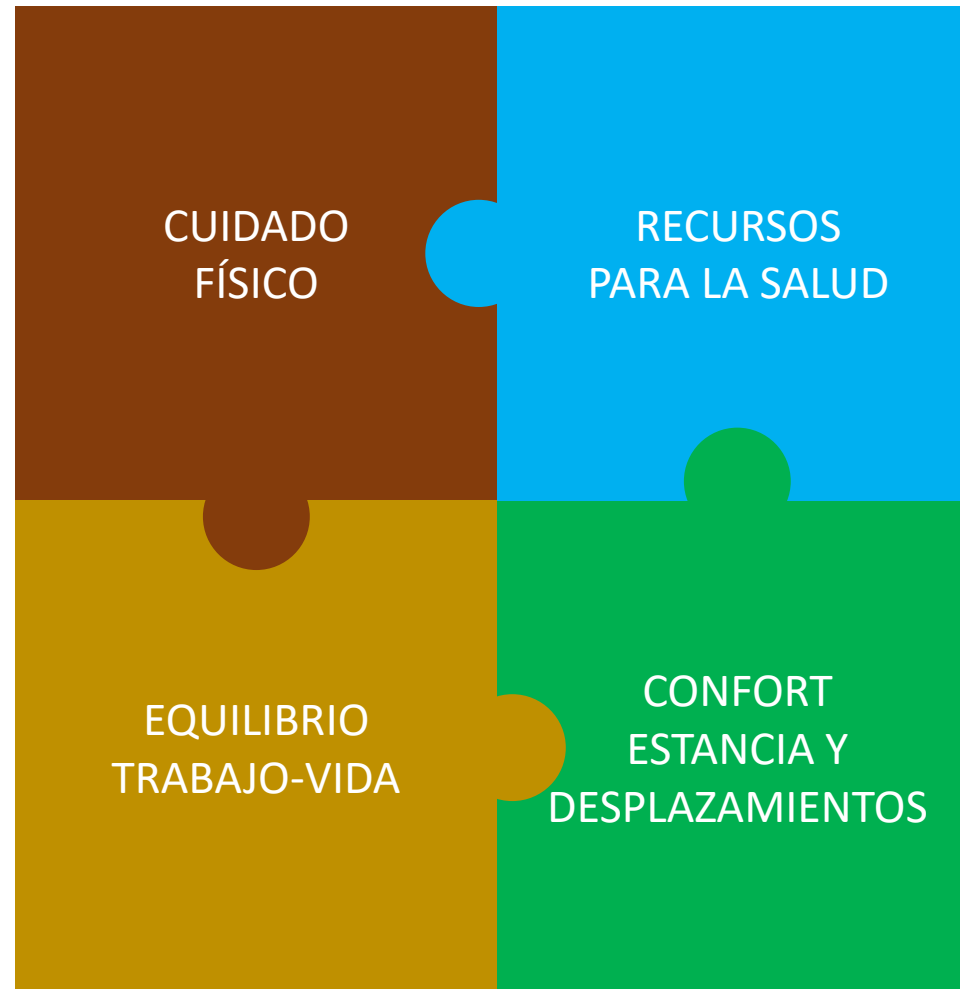 CUIDADO
FÍSICO
RECURSOS
PARA LA SALUD
EQUILIBRIO
TRABAJO-VIDA
CONFORT
ESTANCIA Y
DESPLAZAMIENTOS